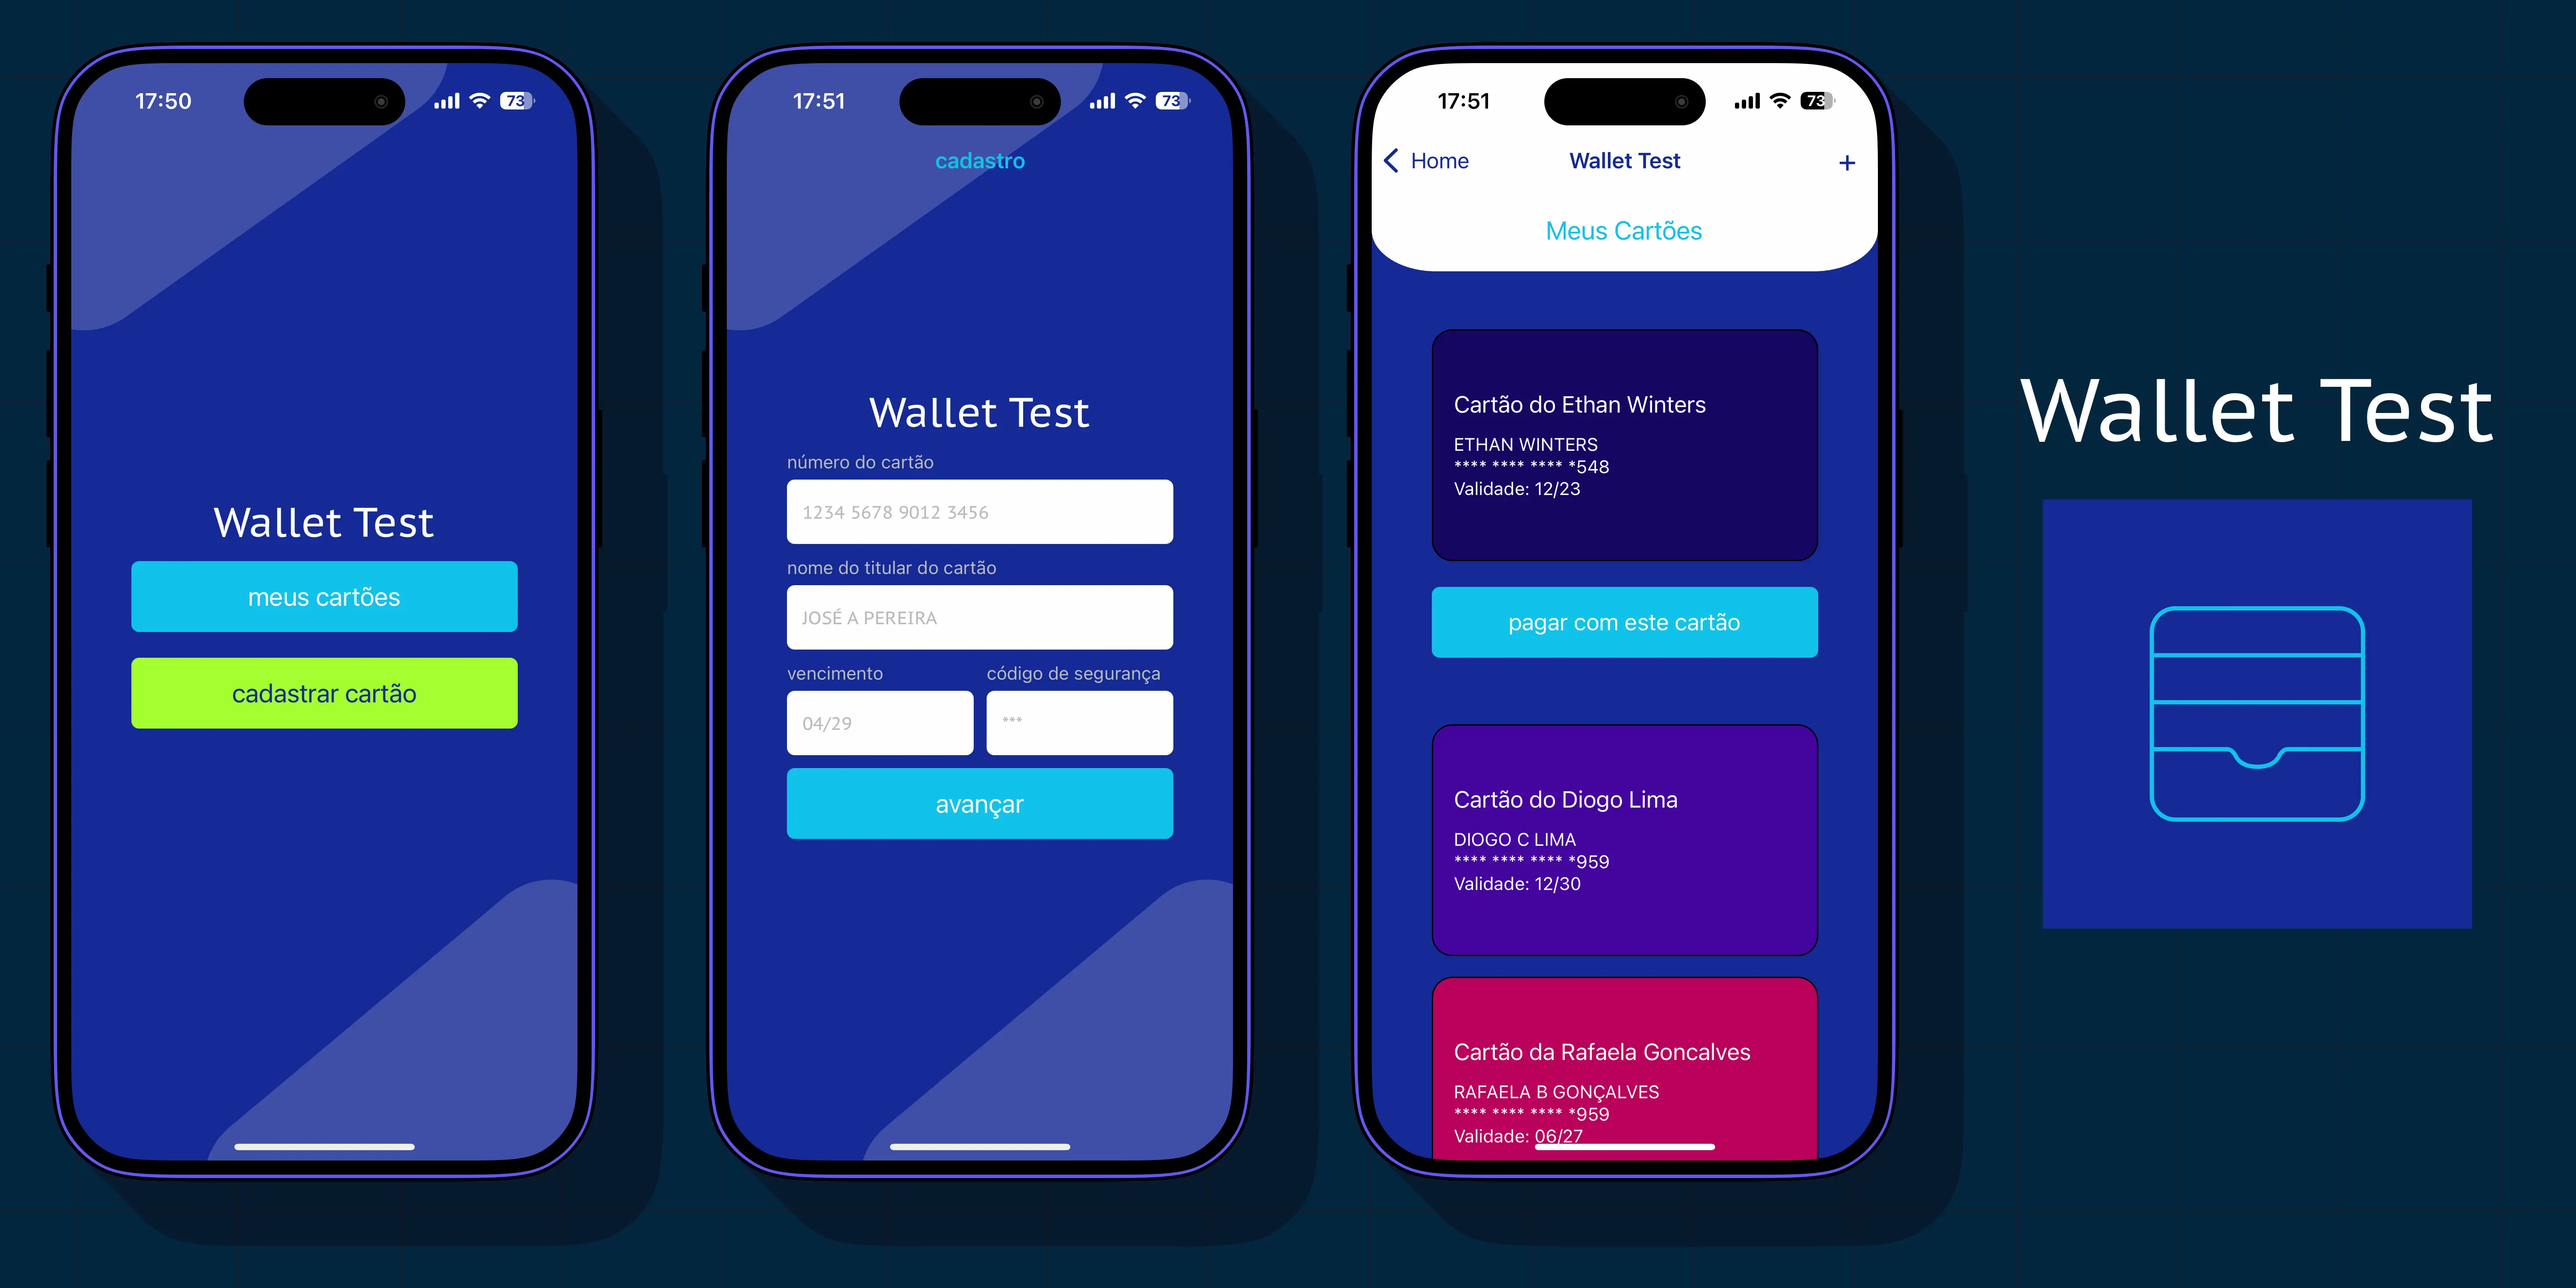 17:50
73
Wallet Test
meus cartões
cadastrar cartão
17:51
73
cadastro
Wallet Test
número do cartão
1234 5678 9012 3456
nome do titular do cartão
JOSÉ A PEREIRA
vencimento
código de segurança
04/29
***
avançar
17:51
73
Home
Wallet Test
+
Meus Cartões
Cartão do Ethan Winters
ETHAN WINTERS
**** **** **** *548
Validade: 12/23
pagar com este cartão
Cartão do Diogo Lima
DIOGO C LIMA
**** **** **** *959
Validade: 12/30
Cartão da Rafaela Goncalves
RAFAELA B GONÇALVES
**** **** **** *959
Validade: 06/27
Wallet Test